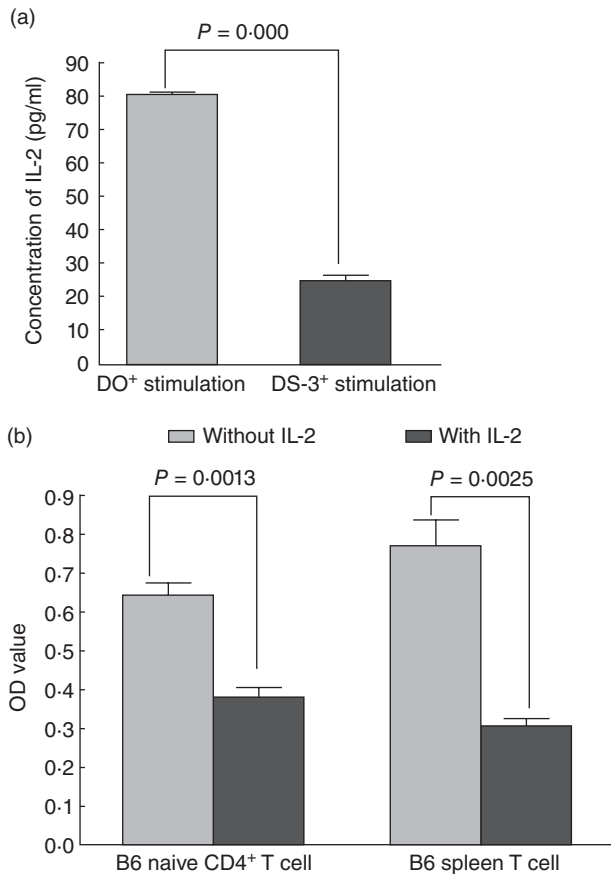 (a)
P = 0·000
Concentration of IL-2 (pg/ml)
90
80
70
60
50
40
30
20
10
0
DO⁺ stimulation
DS-3⁺ stimulation
(b)
Without IL-2
With IL-2
P = 0·0013
P = 0·0025
OD value
0·9
0·8
0·7
0·6
0·5
0·4
0·3
0·2
0·1
0·0
B6 naive CD4⁺ T cell
B6 spleen T cell